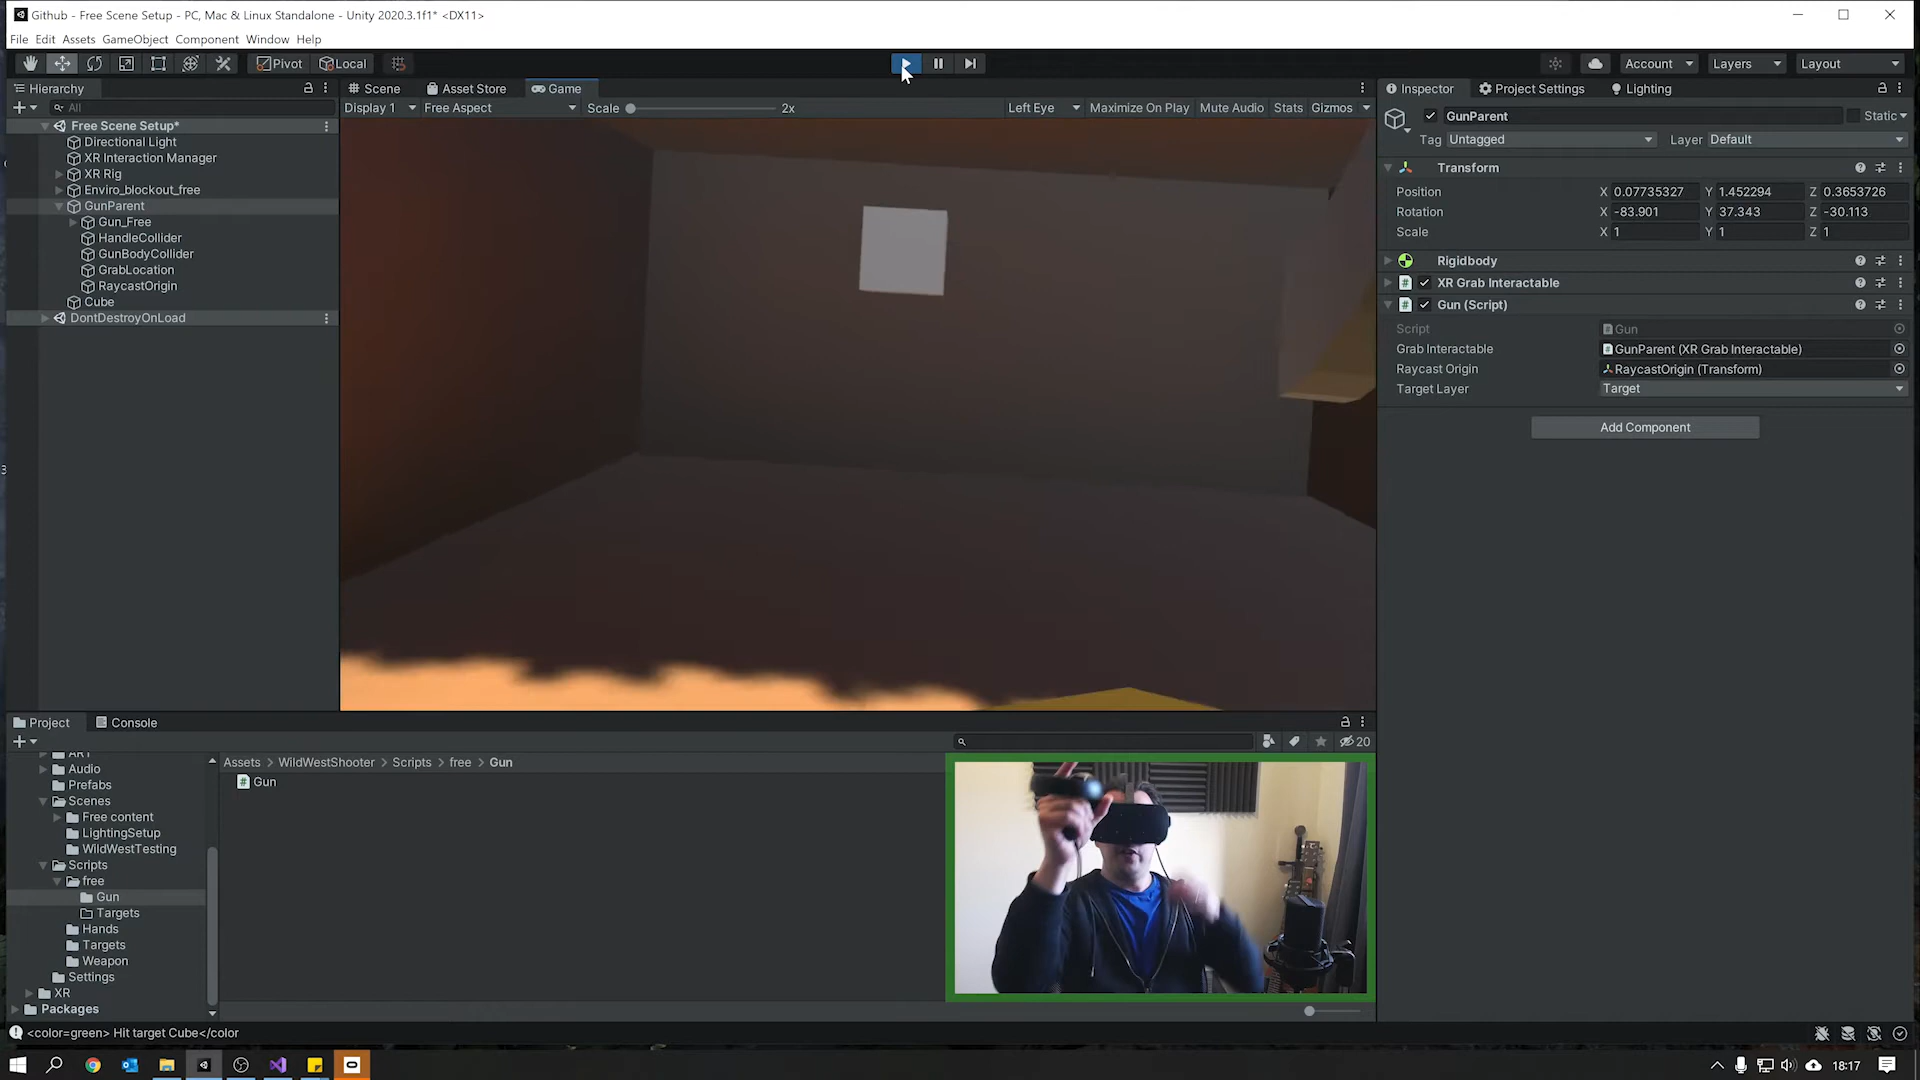 Github - Free Scene Setup - PC, Mac & Linux Standalone - Unity 2020.3.1f1* <DX11>
File Edit Assets GameObject Component Window Help
Pivot Local Account Layers Layout
Hierarchy Scene Asset Store Game Inspector Project Settings Lighting
All Display 1 Free Aspect Scale 2x Left Eye Maximize On Play Mute Audio Stats Gizmos
GunParent Static
Tag Untagged Layer Default
Free Scene Setup*
Directional Light
XR Interaction Manager
XR Rig
Enviro_blockout_free
GunParent
Gun_Free
HandleCollider
GunBodyCollider
GrabLocation
RaycastOrigin
Cube
DontDestroyOnLoad
Transform
Position X 0.07735327 Y 1.452294 Z 0.3653726
Rotation X -83.901 Y 37.343 Z -30.113
Scale X 1 Y 1 Z 1
Rigidbody
XR Grab Interactable
Gun (Script)
Script Gun
Grab Interactable GunParent (XR Grab Interactable)
Raycast Origin RaycastOrigin (Transform)
Target Layer Target
Add Component
Project Console
20
ART
Audio
Prefabs
Scenes
Free content
LightingSetup
WildWestTesting
Scripts
free
Gun
Targets
Hands
Targets
Weapon
Settings
XR
Packages
Assets > WildWestShooter > Scripts > free > Gun
Gun
<color=green> Hit target Cube</color
18:17